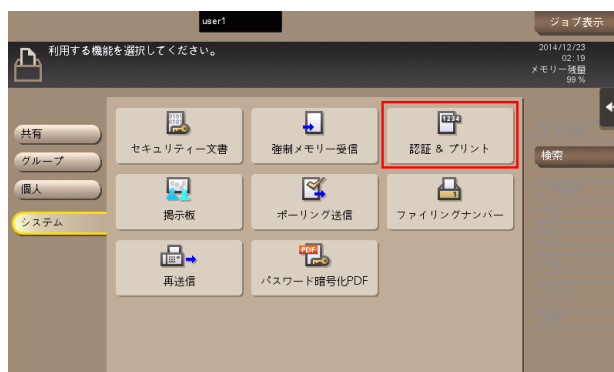 user1
ジョブ表示
利用する機能を選択してください。
2014/12/23
02:19
メモリー残量
99 %
共有
グループ
個人
システム
セキュリティー文書
強制メモリー受信
1234
認証 & プリント
検索
掲示板
ポーリング送信
ファイリングナンバー
再送信
PDF
パスワード暗号化PDF